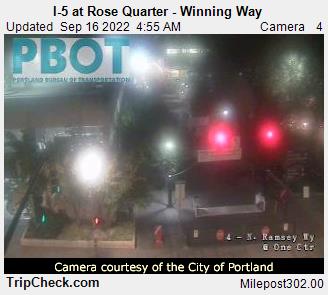 I-5 at Rose Quarter - Winning Way
Updated Sep 16 2022 4:55 AM Camera 4
PBOT
PORTLAND BUREAU OF TRANSPORTATION
4 - N. Ramsey Wy
@ One Ctr
Camera courtesy of the City of Portland
TripCheck.com Milepost302.00